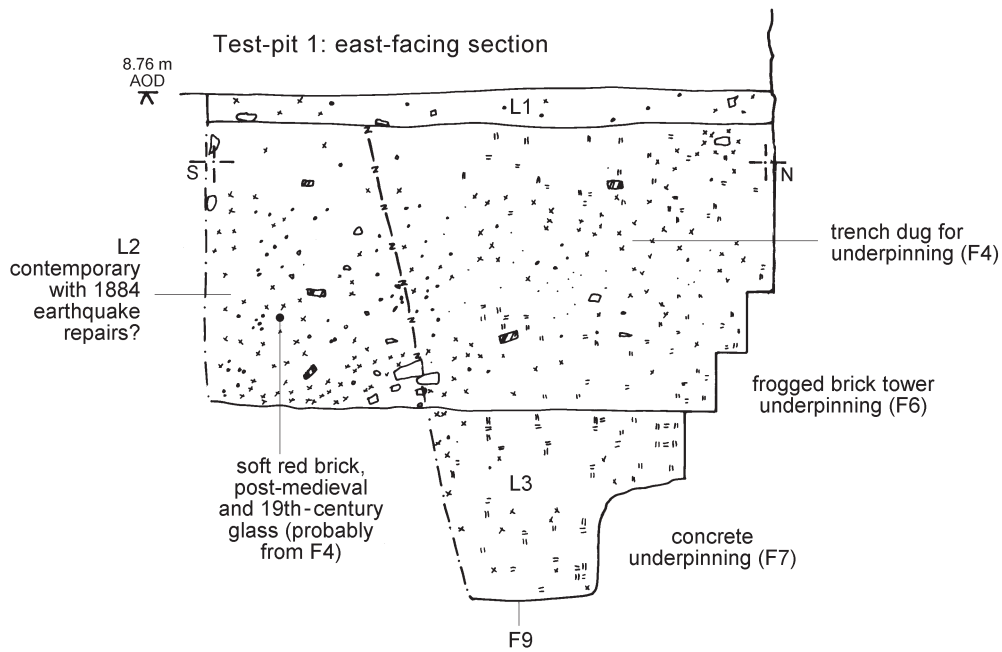 Test-pit 1: east-facing section
8.76 m
AOD
L1
S
N
trench dug for
underpinning (F4)
L2
contemporary
with 1884
earthquake
repairs?
frogged brick tower
underpinning (F6)
soft red brick,
post-medieval
and 19th-century
glass (probably
from F4)
L3
concrete
underpinning (F7)
F9